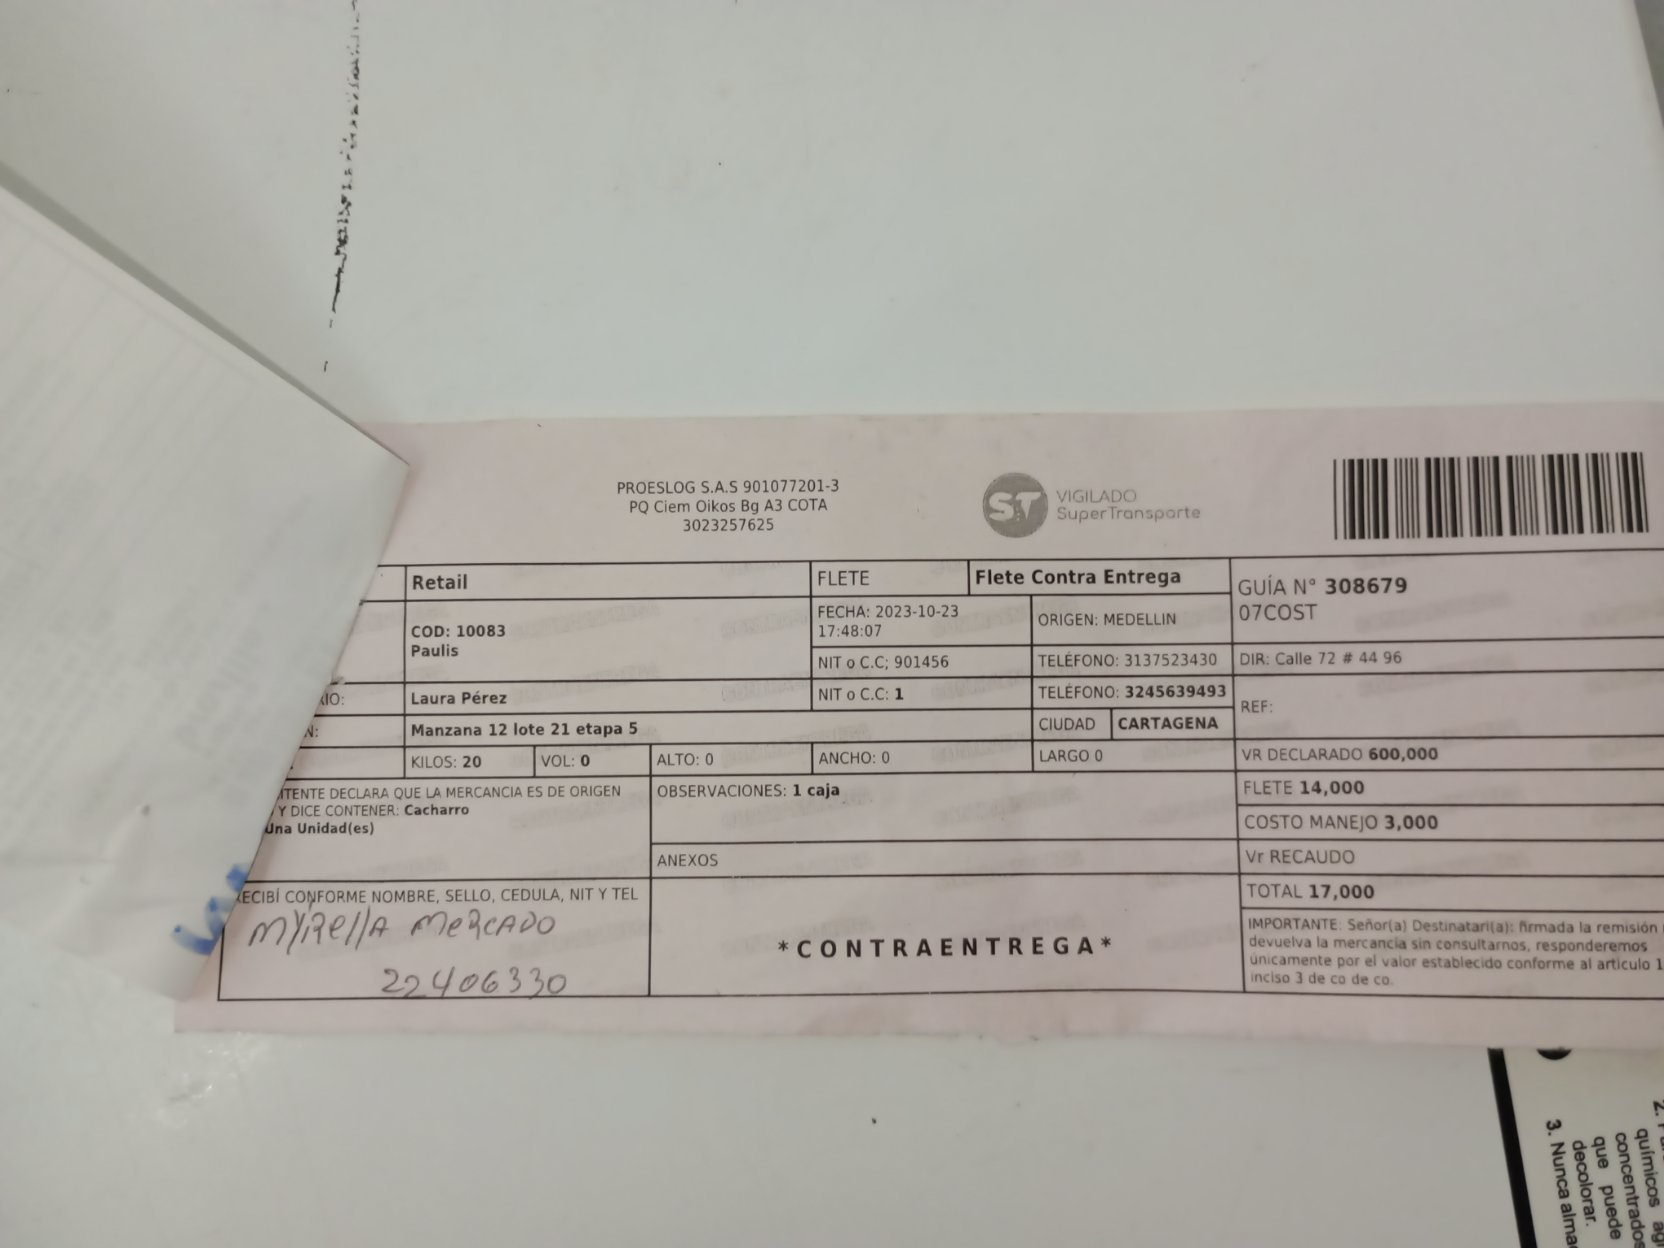 PROESLOG S.A.S 901077201-3
PQ Ciem Oikos Bg A3 COTA
3023257625
ST VIGILADO
SuperTransporte
Retail
FLETE
Flete Contra Entrega
GUÍA N° 308679
07COST
COD: 10083
Paulis
FECHA: 2023-10-23
17:48:07
ORIGEN: MEDELLIN
NIT o C.C; 901456
TELÉFONO: 3137523430
DIR: Calle 72 # 44 96
IO:
Laura Pérez
NIT o C.C: 1
TELÉFONO: 3245639493
REF:
N:
Manzana 12 lote 21 etapa 5
CIUDAD
CARTAGENA
KILOS: 20
VOL: 0
ALTO: 0
ANCHO: 0
LARGO 0
VR DECLARADO 600,000
ITENTE DECLARA QUE LA MERCANCIA ES DE ORIGEN
Y DICE CONTENER: Cacharro
Una Unidad(es)
OBSERVACIONES: 1 caja
FLETE 14,000
COSTO MANEJO 3,000
ANEXOS
Vr RECAUDO
TOTAL 17,000
RECIBÍ CONFORME NOMBRE, SELLO, CEDULA, NIT Y TEL
MYRellA MeRCADO
22406330
*CONTRAENTREGA*
IMPORTANTE: Señor(a) Destinatari(a): firmada la remisión
devuelva la mercancia sin consultarnos, responderemos
únicamente por el valor establecido conforme al articulo 1
inciso 3 de co de co.
químicos
concentrados
que puede
decolorar.
3. Nunca alma